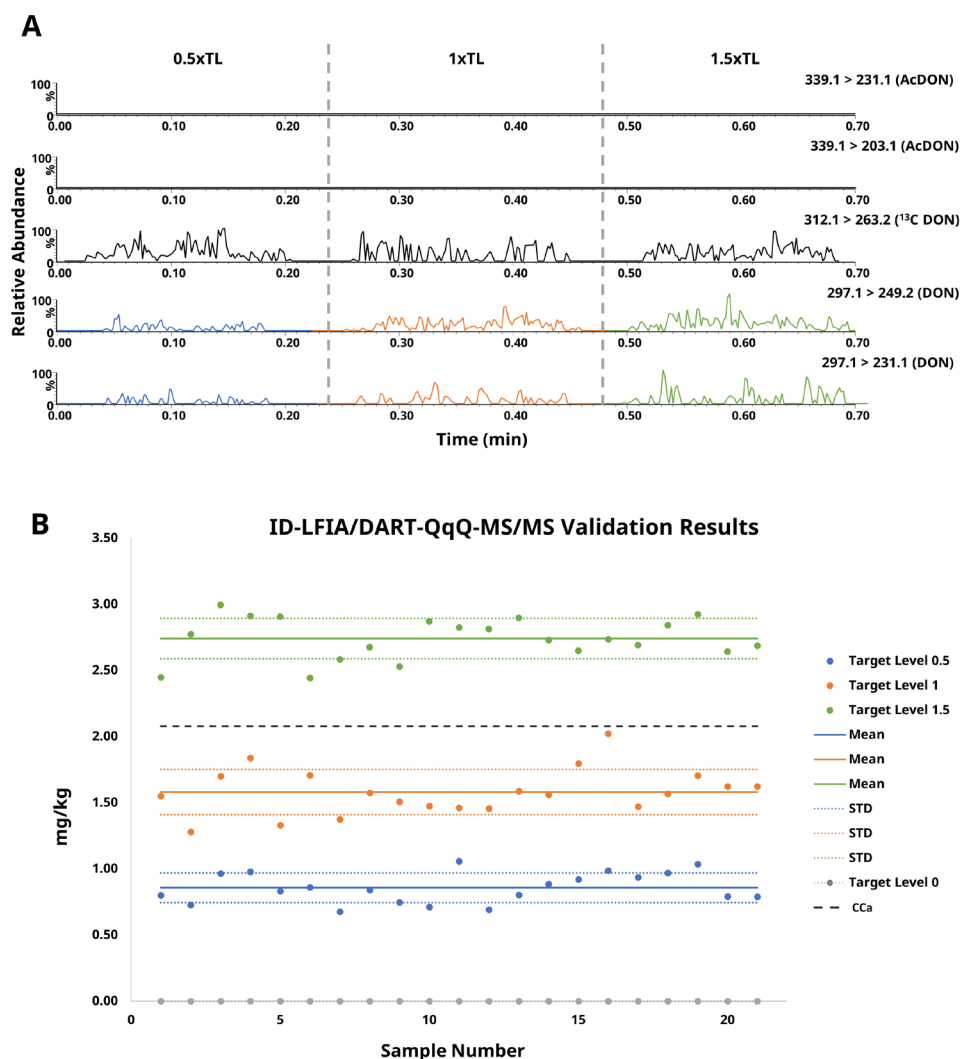 A
0.5xTL 1xTL 1.5xTL
339.1 > 231.1 (AcDON)
100
%
0
0.00 0.10 0.20 0.30 0.40 0.50 0.60 0.70
339.1 > 203.1 (AcDON)
100
%
0
0.00 0.10 0.20 0.30 0.40 0.50 0.60 0.70
312.1 > 263.2 (¹³C DON)
100
%
0
0.00 0.10 0.20 0.30 0.40 0.50 0.60 0.70
297.1 > 249.2 (DON)
100
%
0
0.00 0.10 0.20 0.30 0.40 0.50 0.60 0.70
297.1 > 231.1 (DON)
100
%
0
0.00 0.10 0.20 0.30 0.40 0.50 0.60 0.70
Relative Abundance
Time (min)
B
ID-LFIA/DART-QqQ-MS/MS Validation Results
3.50
3.00
2.50
2.00
1.50
1.00
0.50
0.00
mg/kg
0 5 10 15 20
Sample Number
Target Level 0.5
Target Level 1
Target Level 1.5
Mean
Mean
Mean
STD
STD
STD
Target Level 0
CCa